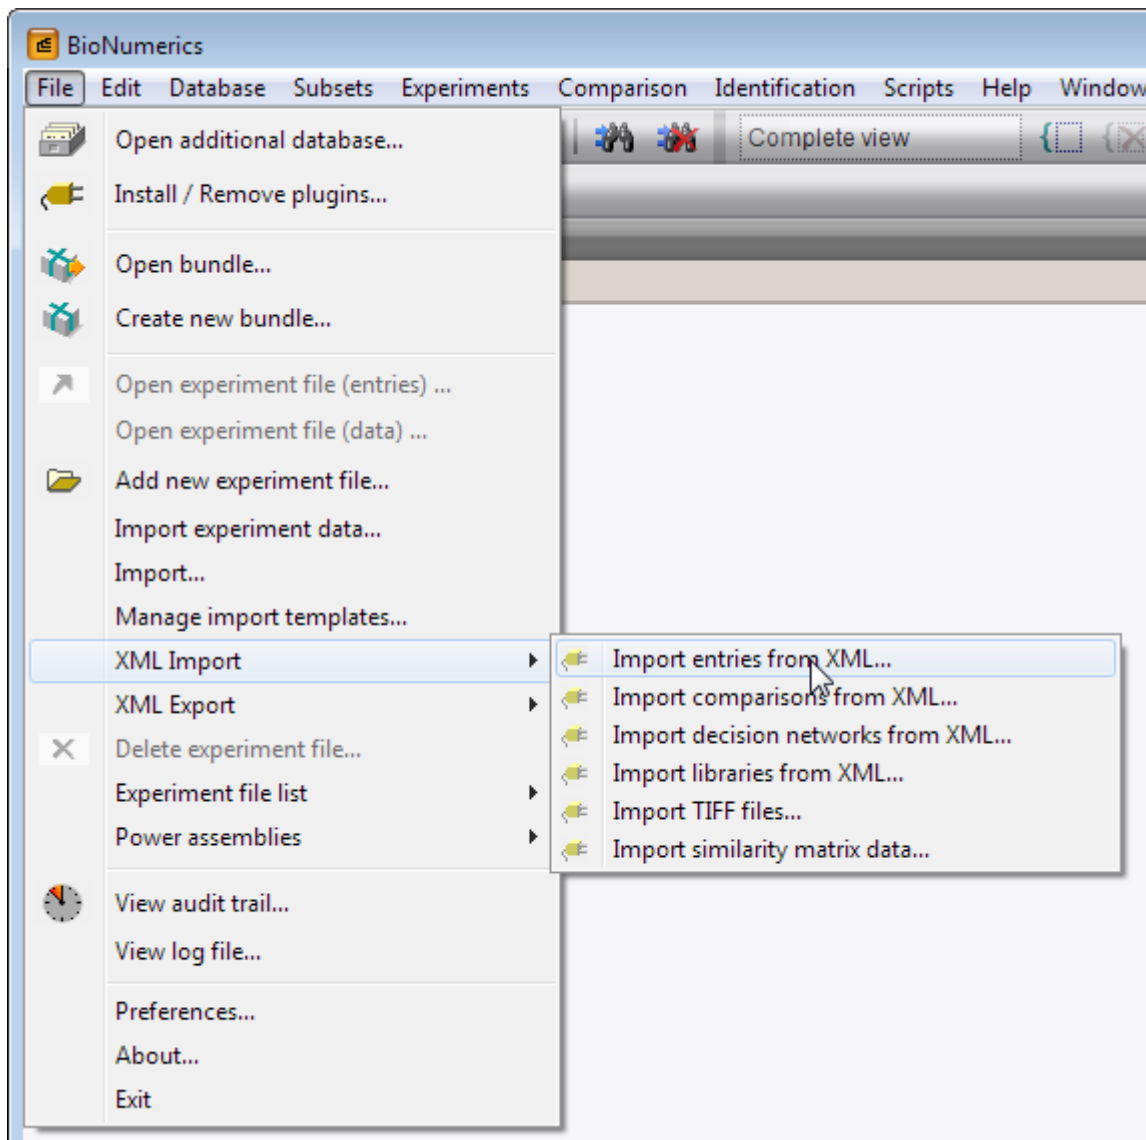 BioNumerics
File Edit Database Subsets Experiments Comparison Identification Scripts Help Window
Complete view
Open additional database...
Install / Remove plugins...
Open bundle...
Create new bundle...
Open experiment file (entries) ...
Open experiment file (data) ...
Add new experiment file...
Import experiment data...
Import...
Manage import templates...
XML Import
XML Export
Delete experiment file...
Experiment file list
Power assemblies
View audit trail...
View log file...
Preferences...
About...
Exit
Import entries from XML...
Import comparisons from XML...
Import decision networks from XML...
Import libraries from XML...
Import TIFF files...
Import similarity matrix data...